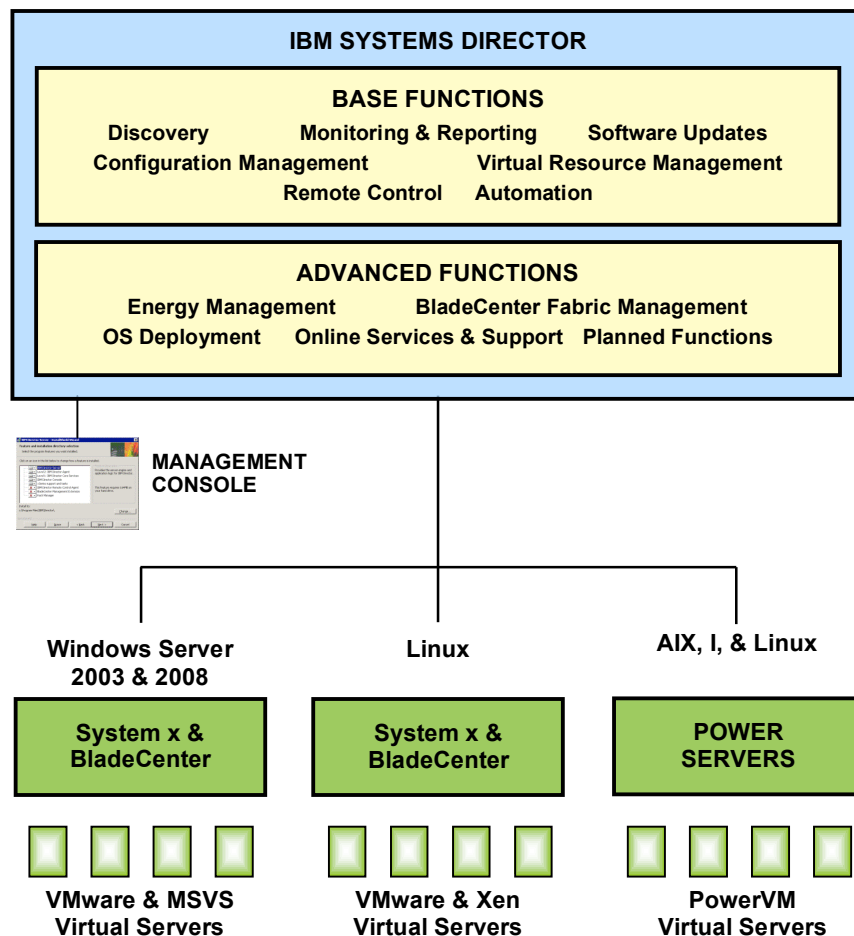 IBM SYSTEMS DIRECTOR
BASE FUNCTIONS
Discovery Monitoring & Reporting Software Updates
Configuration Management Virtual Resource Management
Remote Control Automation
ADVANCED FUNCTIONS
Energy Management BladeCenter Fabric Management
OS Deployment Online Services & Support Planned Functions
MANAGEMENT
CONSOLE
Windows Server
2003 & 2008
Linux
AIX, I, & Linux
System x &
BladeCenter
System x &
BladeCenter
POWER
SERVERS
VMware & MSVS
Virtual Servers
VMware & Xen
Virtual Servers
PowerVM
Virtual Servers